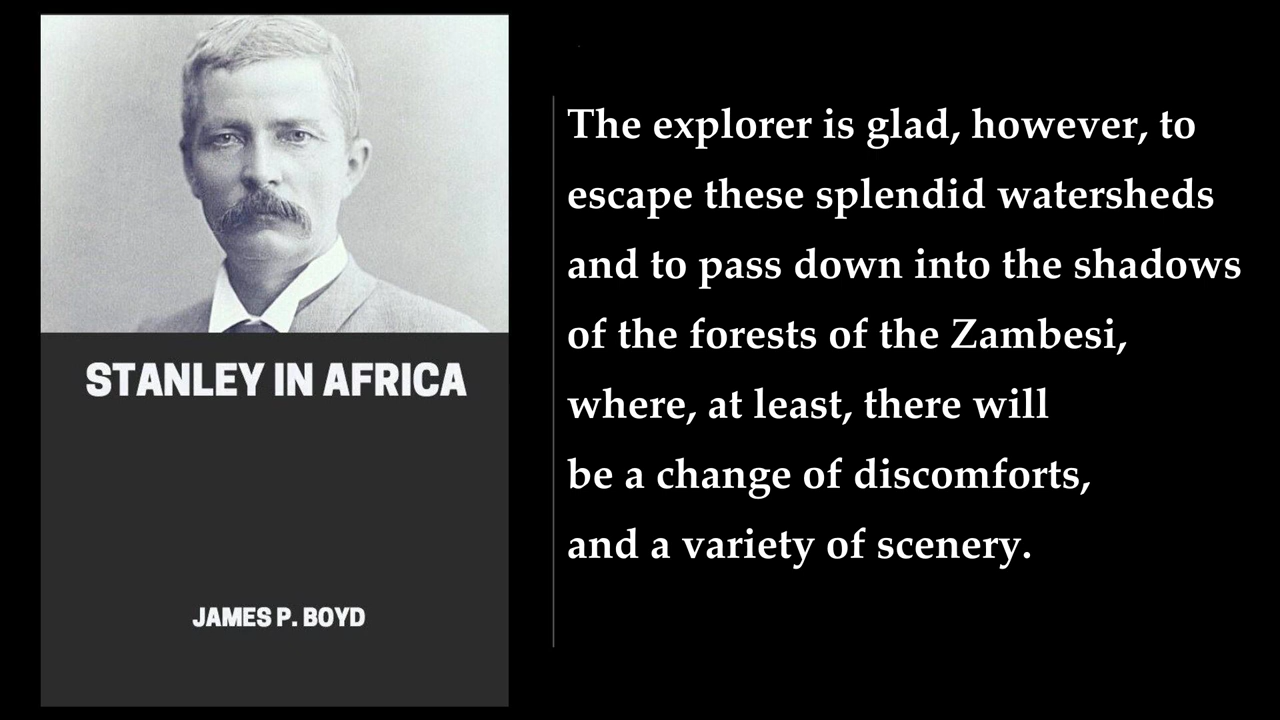 STANLEY IN AFRICA
JAMES P. BOYD
The explorer is glad, however, to
escape these splendid watersheds
and to pass down into the shadows
of the forests of the Zambesi,
where, at least, there will
be a change of discomforts,
and a variety of scenery.